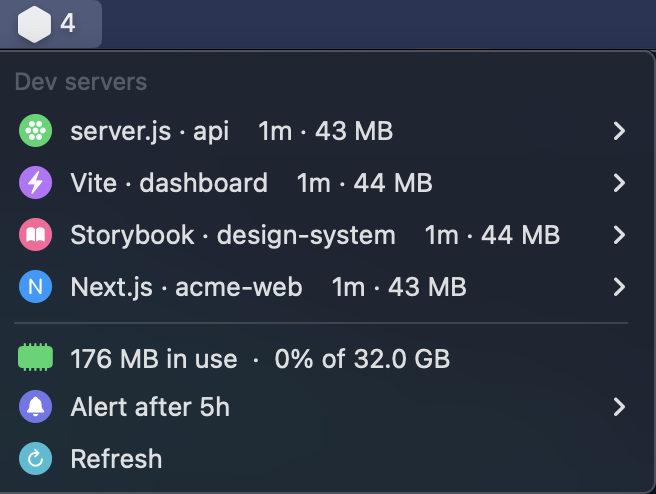 4
Dev servers
server.js · api 1m · 43 MB
Vite · dashboard 1m · 44 MB
Storybook · design-system 1m · 44 MB
N Next.js · acme-web 1m · 43 MB
176 MB in use · 0% of 32.0 GB
Alert after 5h
Refresh